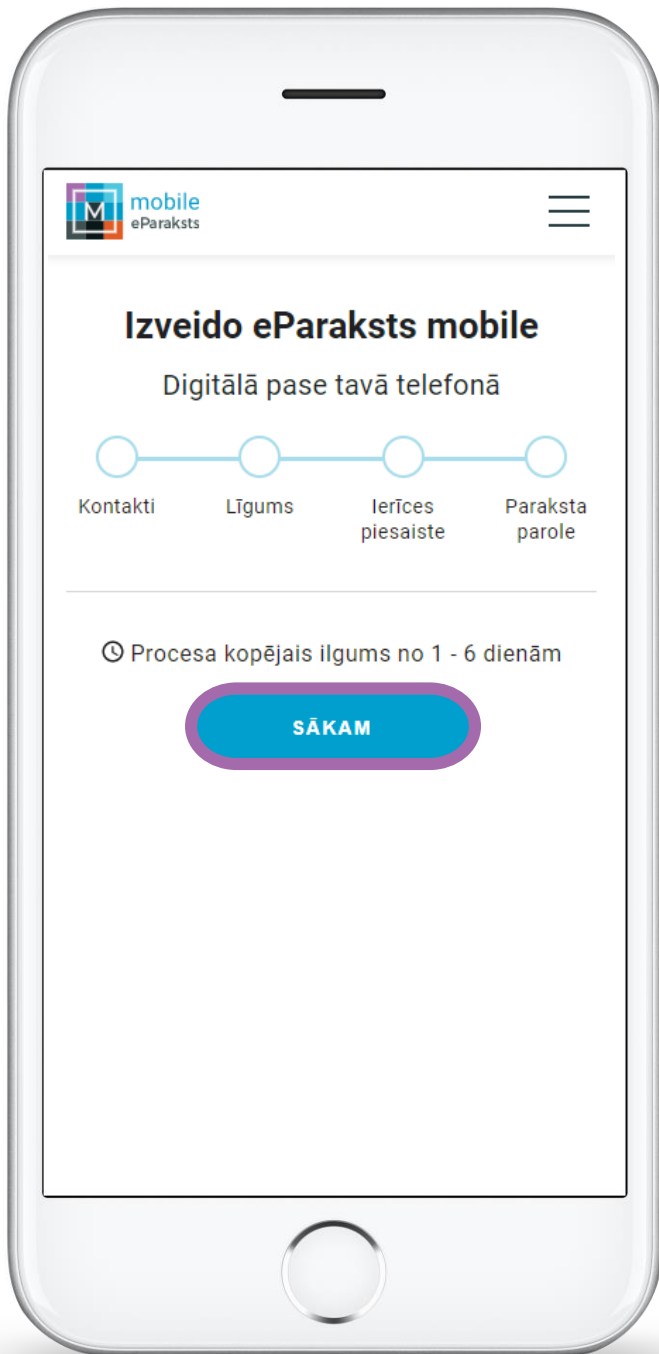 M
mobile
eParaksts
Izveido eParaksts mobile
Digitālā pase tavā telefonā
Kontakti
Līgums
Ierīces
piesaiste
Paraksta
parole
Procesa kopējais ilgums no 1 - 6 dienām
SĀKAM